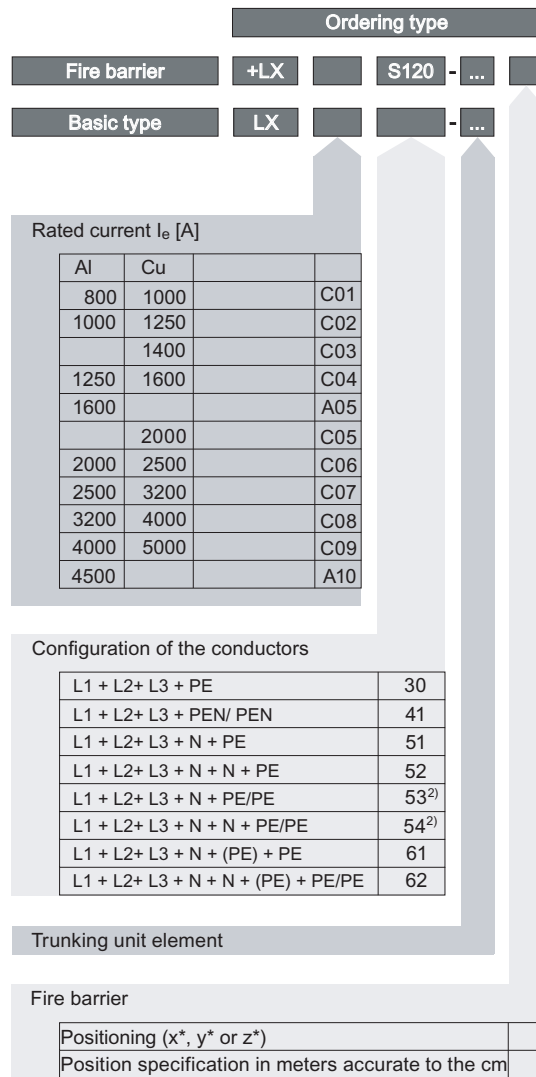 Ordering type
Fire barrier +LX S120 - ...
Basic type LX - ...
Rated current Ie [A]
Al Cu
800 1000 C01
1000 1250 C02
1400 C03
1250 1600 C04
1600 A05
2000 C05
2000 2500 C06
2500 3200 C07
3200 4000 C08
4000 5000 C09
4500 A10
Configuration of the conductors
L1 + L2+ L3 + PE 30
L1 + L2+ L3 + PEN/ PEN 41
L1 + L2+ L3 + N + PE 51
L1 + L2+ L3 + N + N + PE 52
L1 + L2+ L3 + N + PE/PE 53²⁾
L1 + L2+ L3 + N + N + PE/PE 54²⁾
L1 + L2+ L3 + N + (PE) + PE 61
L1 + L2+ L3 + N + N + (PE) + PE/PE 62
Trunking unit element
Fire barrier
Positioning (x*, y* or z*)
Position specification in meters accurate to the cm